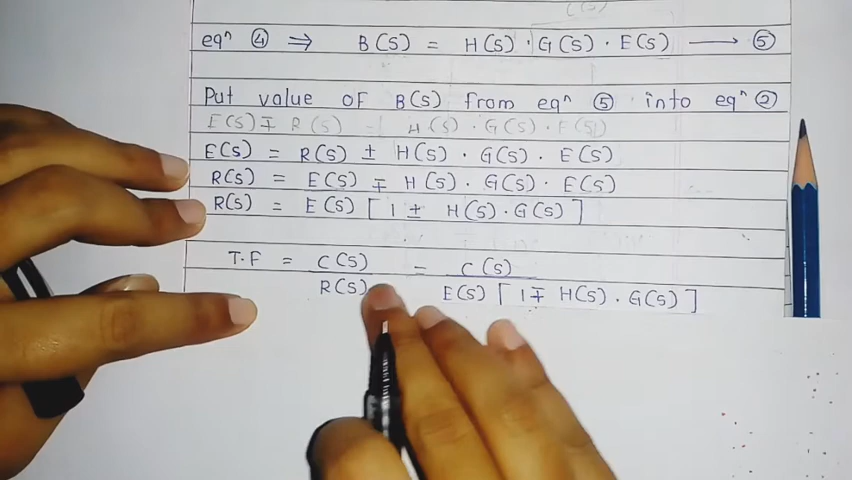 C(S)
eqⁿ ④ ⇒ B(S) = H(S) · G(S) · E(S) → ⑤
Put value OF B(S) from eqⁿ ⑤ into eqⁿ ②
E(S) ∓ R(S) H(S) · G(S) · E(S)
E(S) = R(S) ± H(S) · G(S) · E(S)
R(S) = E(S) ∓ H(S) · G(S) · E(S)
R(S) = E(S) [ 1 ± H(S) · G(S) ]
T.F = C(S) = C(S)
R(S) E(S) [ 1 ∓ H(S) · G(S) ]